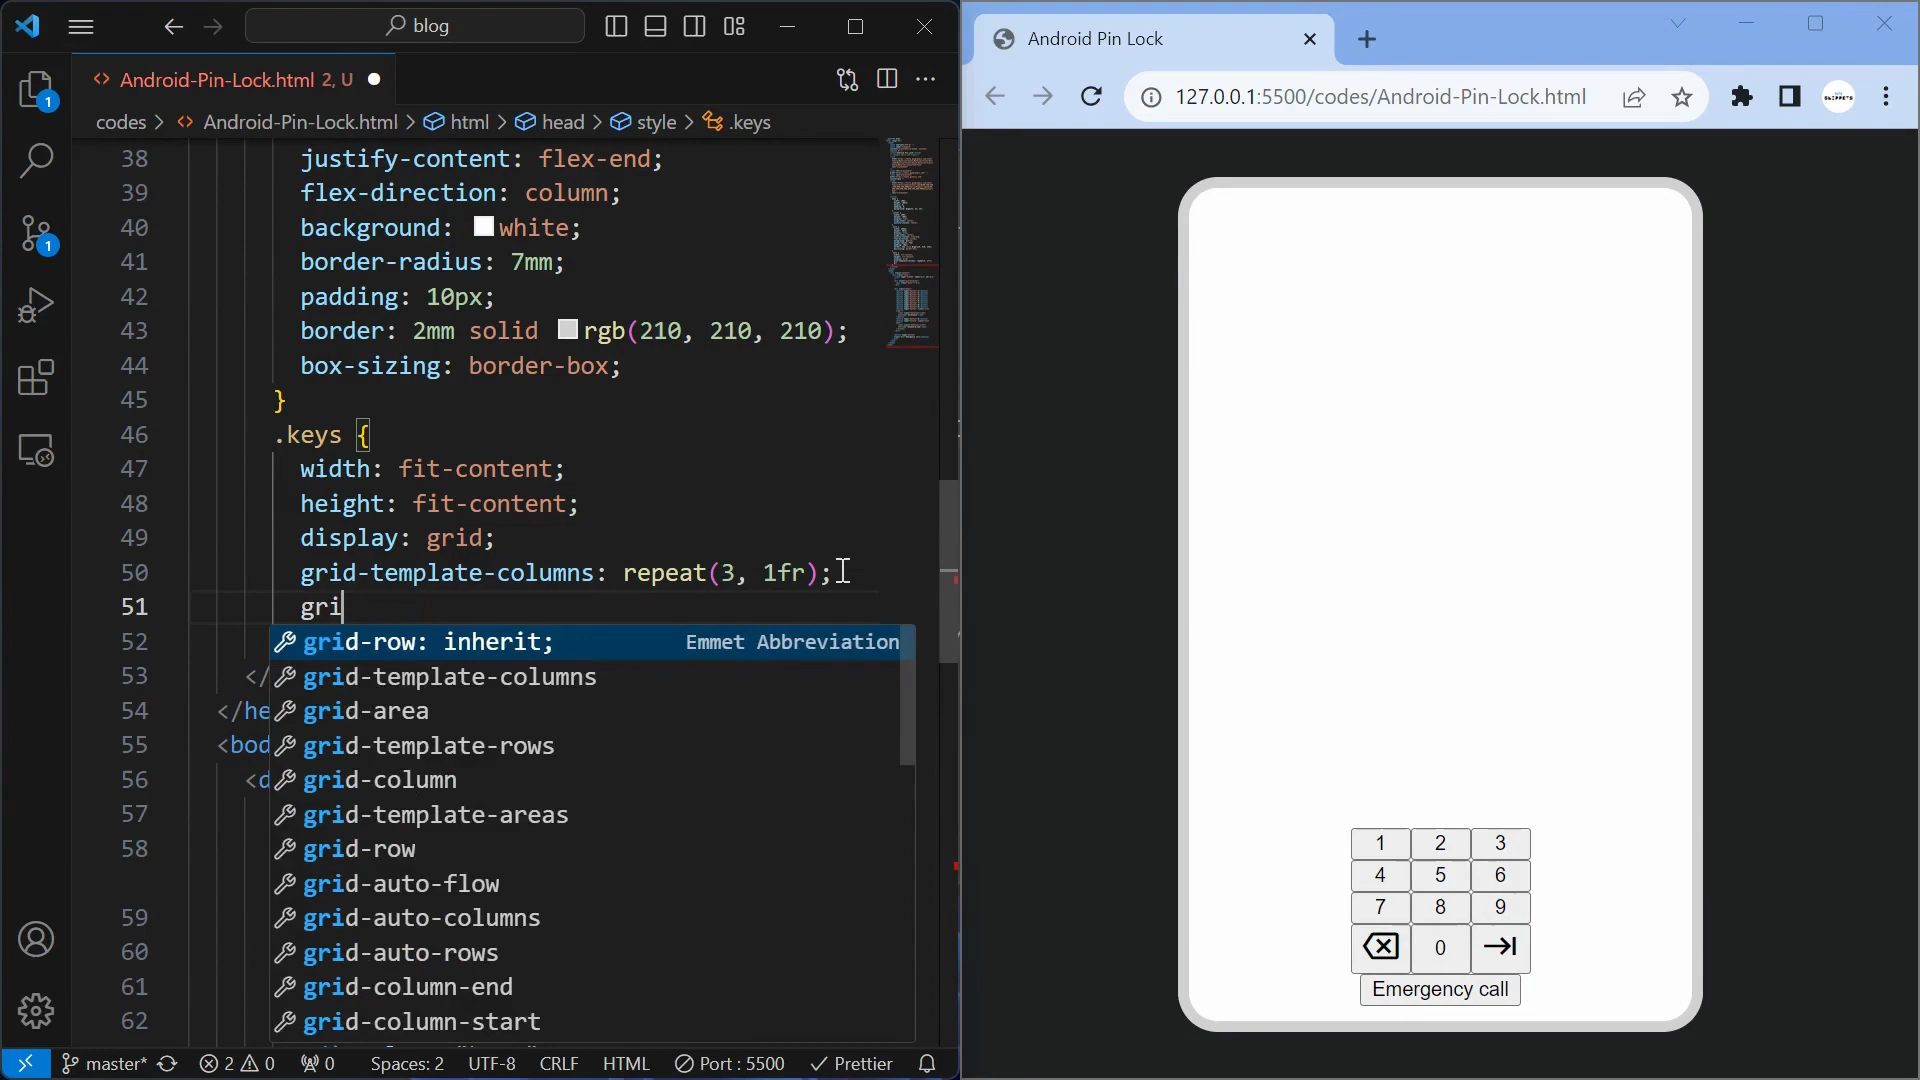 blog
Android-Pin-Lock.html 2, U
codes > Android-Pin-Lock.html > html > head > style > .keys
38 justify-content: flex-end;
39 flex-direction: column;
40 background: white;
41 border-radius: 7mm;
42 padding: 10px;
43 border: 2mm solid rgb(210, 210, 210);
44 box-sizing: border-box;
45 }
46 .keys {
47 width: fit-content;
48 height: fit-content;
49 display: grid;
50 grid-template-columns: repeat(3, 1fr);
51 gri
52 grid-row: inherit; Emmet Abbreviation
53 </ grid-template-columns
54 </he grid-area
55 <bod grid-template-rows
56 <d grid-column
57 grid-template-areas
58 grid-row
grid-auto-flow
59 grid-auto-columns
60 grid-auto-rows
61 grid-column-end
62 grid-column-start
1
1
master* 2 0 0 Spaces: 2 UTF-8 CRLF HTML Port : 5500 Prettier
Android Pin Lock
127.0.0.1:5500/codes/Android-Pin-Lock.html
1 2 3
4 5 6
7 8 9
0
Emergency call